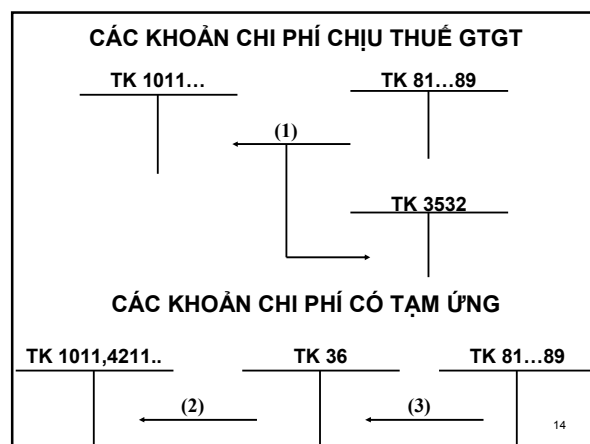 CÁC KHOẢN CHI PHÍ CHỊU THUẾ GTGT
TK 1011… TK 81…89
(1)
TK 3532
CÁC KHOẢN CHI PHÍ CÓ TẠM ỨNG
TK 1011,4211.. TK 36 TK 81…89
(2) (3)
14